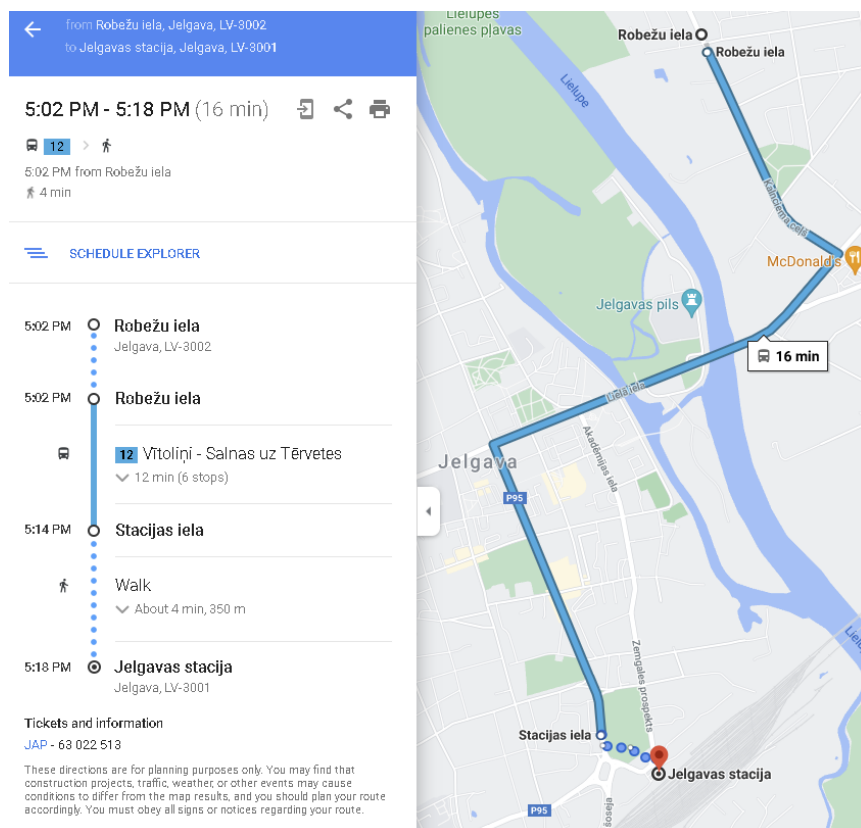 from Robežu iela, Jelgava, LV-3002
to Jelgavas stacija, Jelgava, LV-3001
5:02 PM - 5:18 PM (16 min)
12
5:02 PM from Robežu iela
4 min
SCHEDULE EXPLORER
5:02 PM Robežu iela
Jelgava, LV-3002
5:02 PM Robežu iela
12 Vītoliņi - Salnas uz Tērvetes
12 min (6 stops)
5:14 PM Stacijas iela
Walk
About 4 min, 350 m
5:18 PM Jelgavas stacija
Jelgava, LV-3001
Tickets and information
JAP - 63 022 513
These directions are for planning purposes only. You may find that
construction projects, traffic, weather, or other events may cause
conditions to differ from the map results, and you should plan your route
accordingly. You must obey all signs or notices regarding your route.
Lielupes
palienes pļavas
Robežu iela
Robežu iela
Lielupe
Kalnciema ceļš
McDonald's
Jelgavas pils
16 min
Lielā iela
Akadēmijas iela
Jelgava
P95
Zemgales prospekts
Stacijas iela
Jelgavas stacija
P95